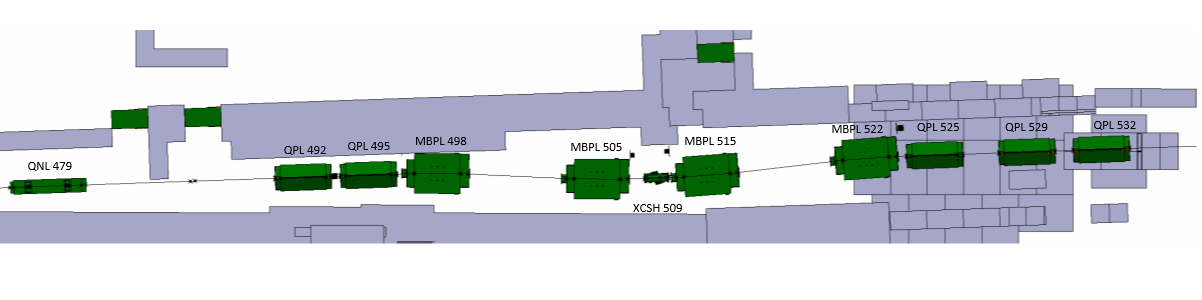 QNL 479
QPL 492
QPL 495
MBPL 498
MBPL 505
XCSH 509
MBPL 515
MBPL 522
QPL 525
QPL 529
QPL 532